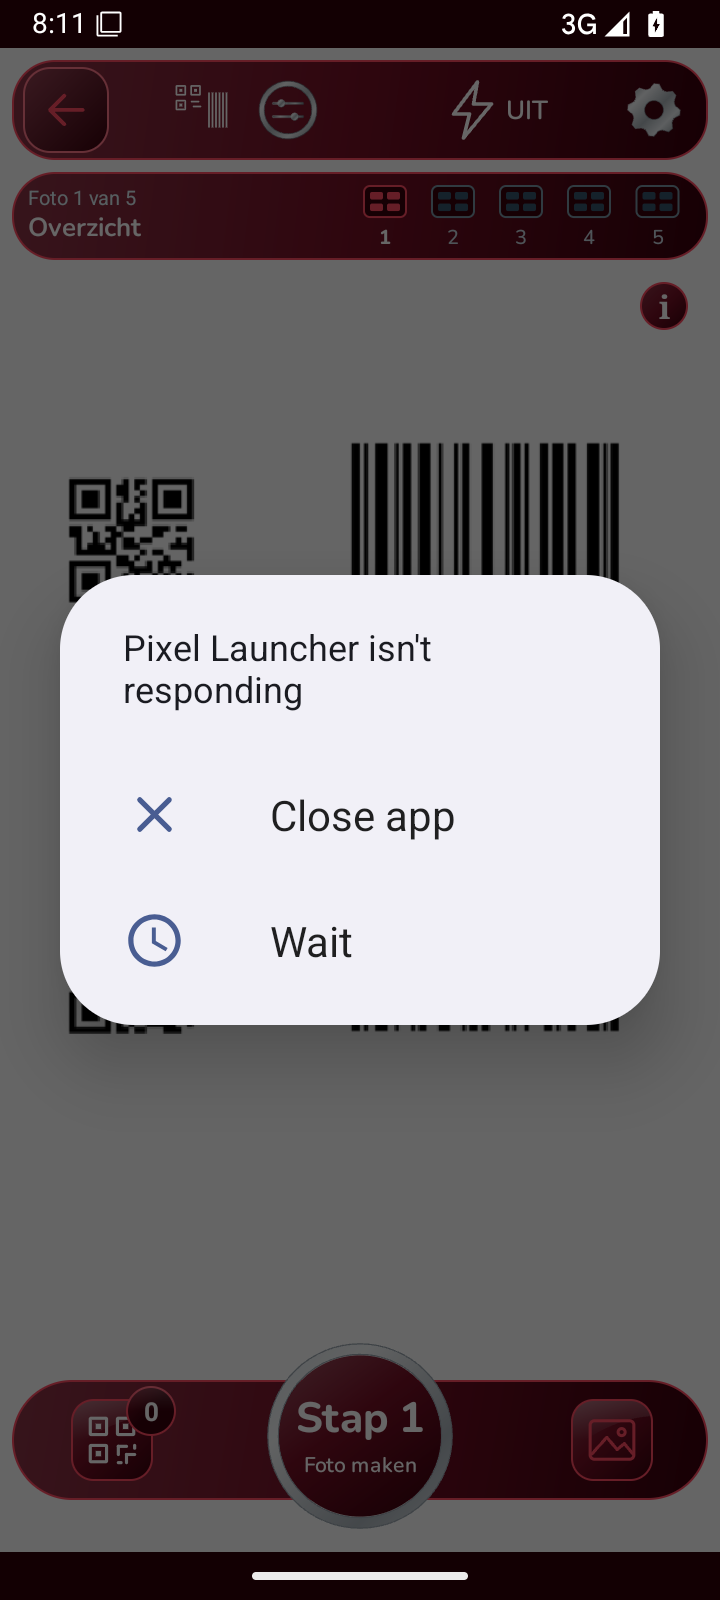 8:11
3G
UIT
Foto 1 van 5
Overzicht
1
2
3
4
5
i
Pixel Launcher isn't
responding
Close app
Wait
0
Stap 1
Foto maken